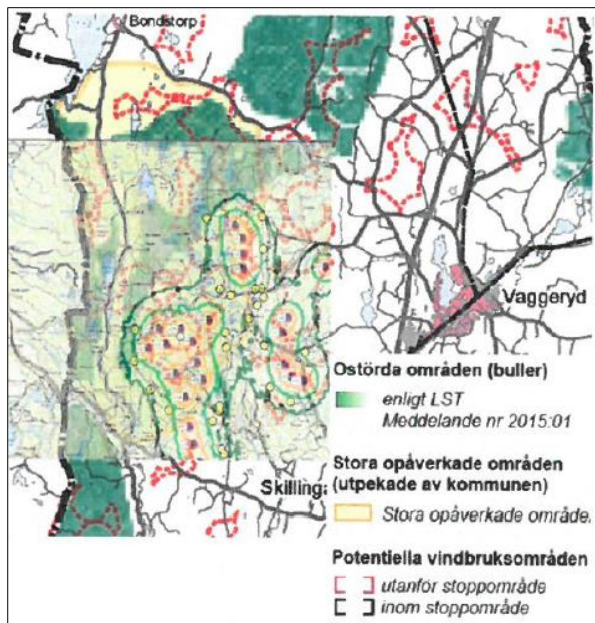 Bondstorp
Vaggeryd
Ostörda områden (buller)
enligt LST
Meddelande nr 2015:01
Stora opåverkade områden
(utpekade av kommunen)
Skilling:
Stora opåverkade område
Potentiella vindbruksområden
utanför stoppområde
inom stoppområde